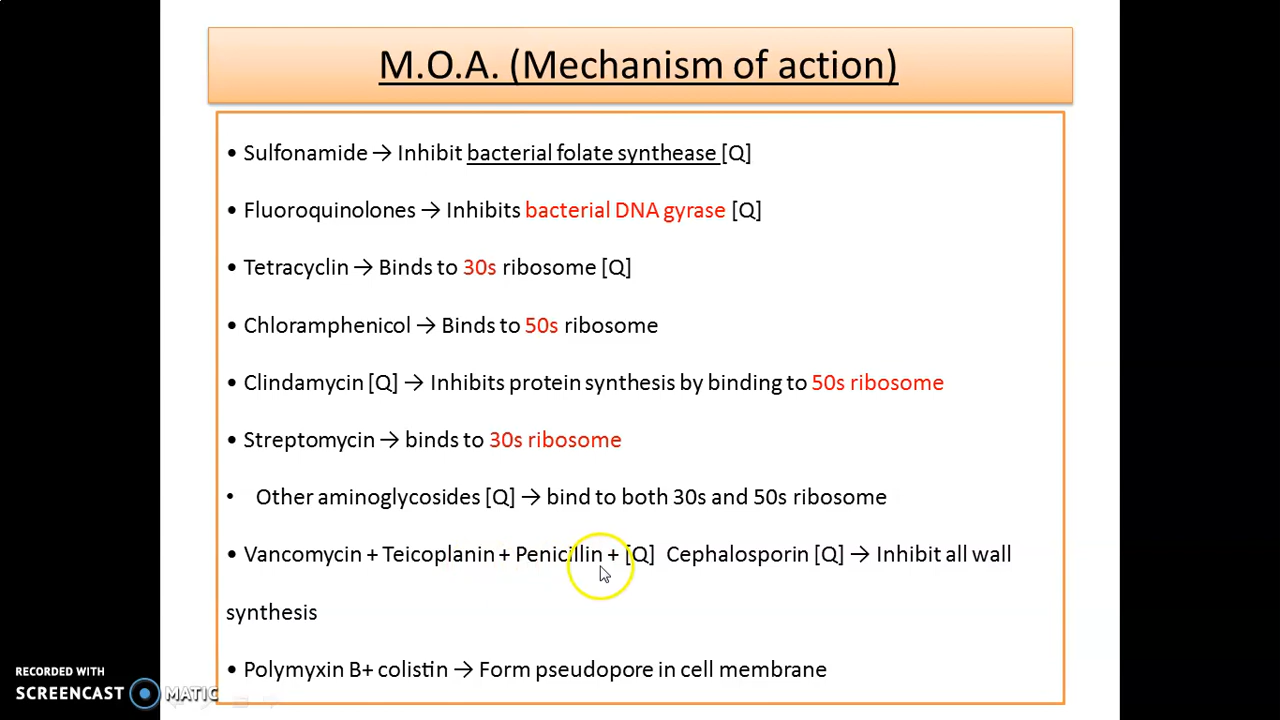 M.O.A. (Mechanism of action)
• Sulfonamide → Inhibit bacterial folate synthease [Q]
• Fluoroquinolones → Inhibits bacterial DNA gyrase [Q]
• Tetracyclin → Binds to 30s ribosome [Q]
• Chloramphenicol → Binds to 50s ribosome
• Clindamycin [Q] → Inhibits protein synthesis by binding to 50s ribosome
• Streptomycin → binds to 30s ribosome
• Other aminoglycosides [Q] → bind to both 30s and 50s ribosome
• Vancomycin + Teicoplanin + Penicillin + [Q] Cephalosporin [Q] → Inhibit all wall
synthesis
• Polymyxin B+ colistin → Form pseudopore in cell membrane
RECORDED WITH
SCREENCAST MATIC